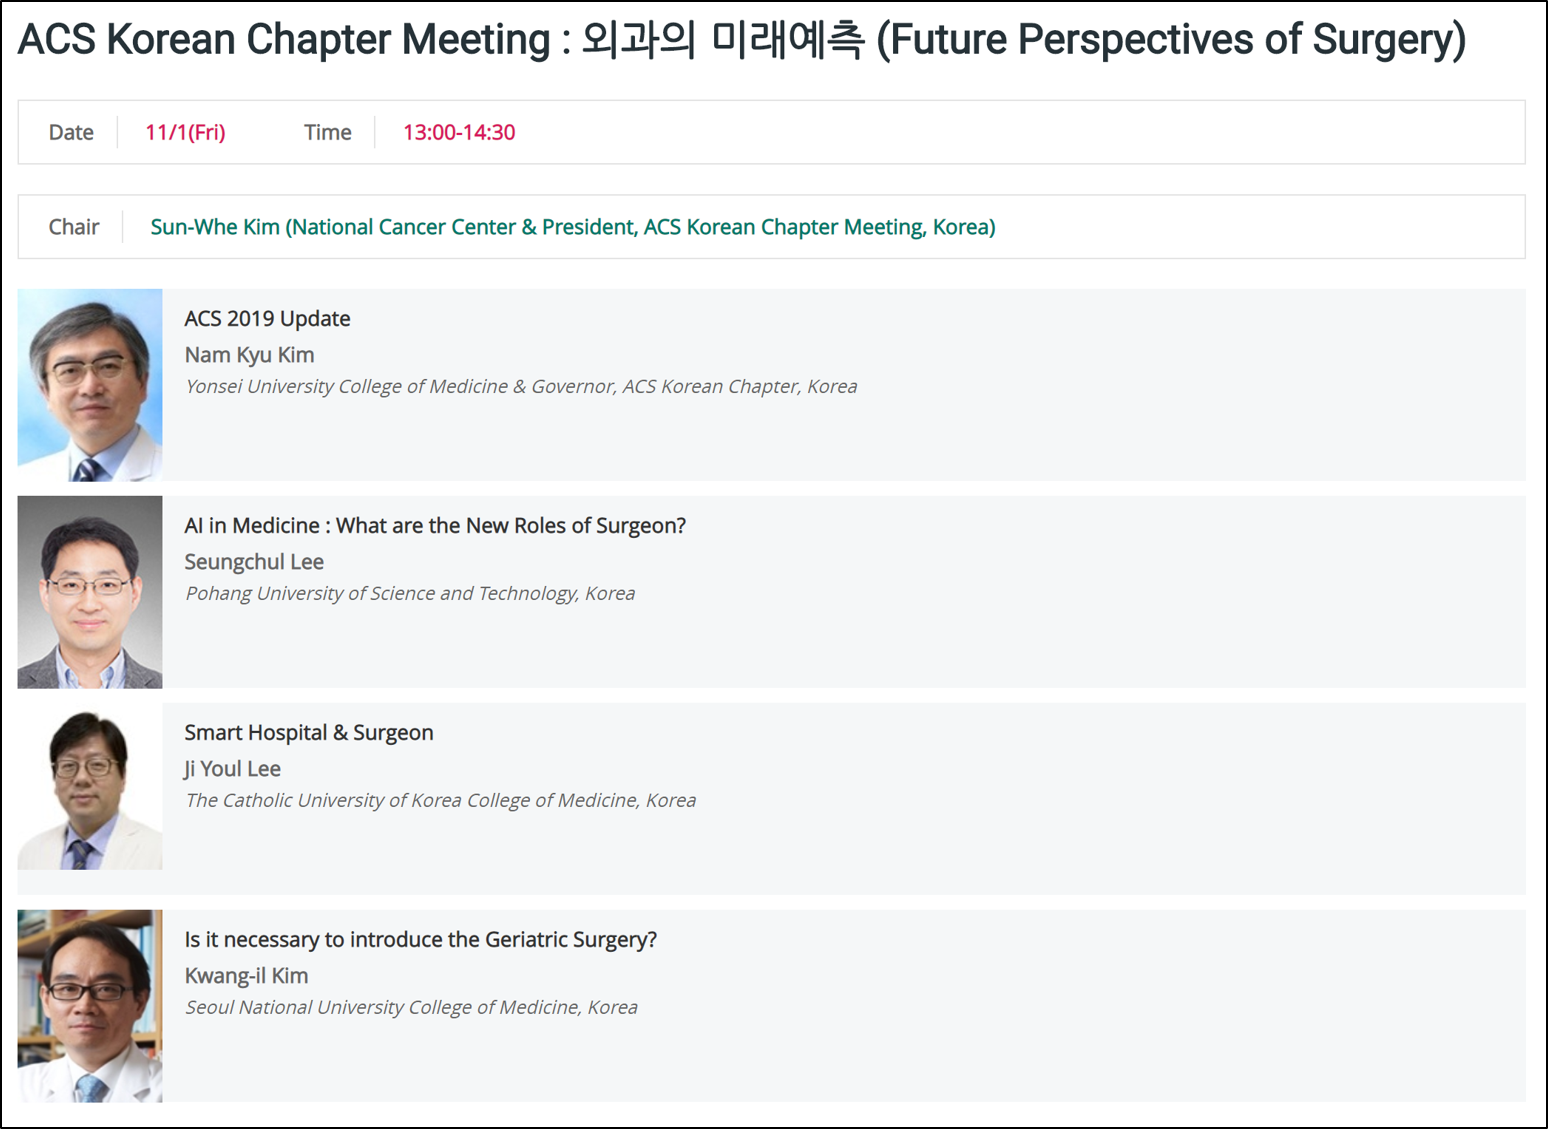 ACS Korean Chapter Meeting : 외과의 미래예측 (Future Perspectives of Surgery)
Date 11/1(Fri) Time 13:00-14:30
Chair Sun-Whe Kim (National Cancer Center & President, ACS Korean Chapter Meeting, Korea)
ACS 2019 Update
Nam Kyu Kim
Yonsei University College of Medicine & Governor, ACS Korean Chapter, Korea
AI in Medicine : What are the New Roles of Surgeon?
Seungchul Lee
Pohang University of Science and Technology, Korea
Smart Hospital & Surgeon
Ji Youl Lee
The Catholic University of Korea College of Medicine, Korea
Is it necessary to introduce the Geriatric Surgery?
Kwang-il Kim
Seoul National University College of Medicine, Korea